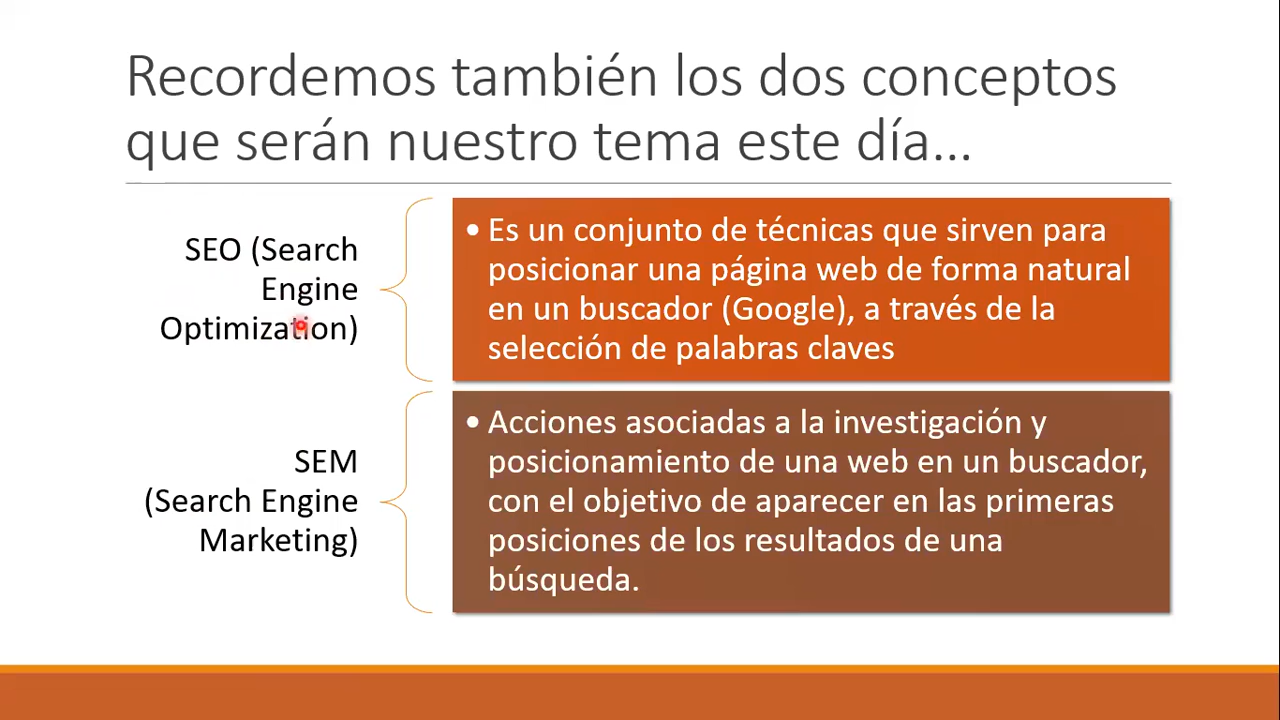 Recordemos también los dos conceptos
que serán nuestro tema este día...
SEO (Search
Engine
Optimization)
• Es un conjunto de técnicas que sirven para
posicionar una página web de forma natural
en un buscador (Google), a través de la
selección de palabras claves
SEM
(Search Engine
Marketing)
• Acciones asociadas a la investigación y
posicionamiento de una web en un buscador,
con el objetivo de aparecer en las primeras
posiciones de los resultados de una
búsqueda.